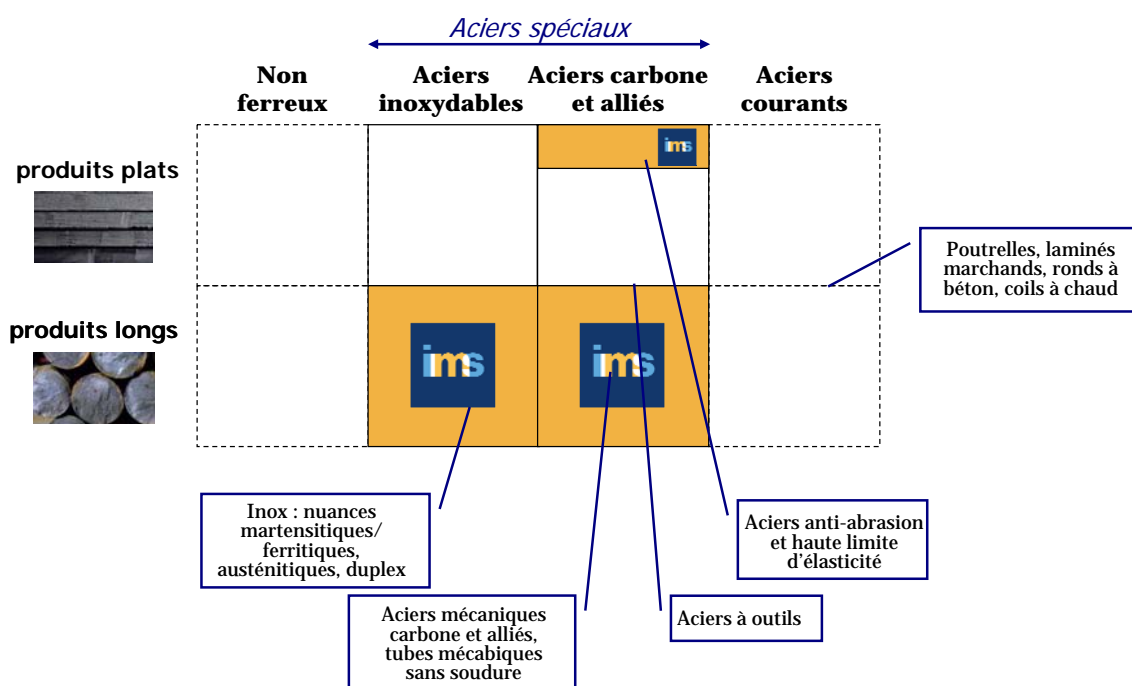 Aciers spéciaux
Non
ferreux
Aciers
inoxydables
Aciers carbone
et alliés
Aciers
courants
produits plats
ims
Poutrelles, laminés
marchands, ronds à
béton, coils à chaud
produits longs
ims
ims
Inox : nuances
martensitiques/
ferritiques,
austénitiques, duplex
Aciers anti-abrasion
et haute limite
d'élasticité
Aciers mécaniques
carbone et alliés,
tubes mécabiques
sans soudure
Aciers à outils